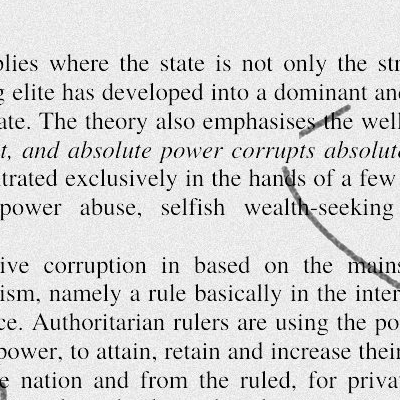 plies where the state is not only the str
g elite has developed into a dominant an
ate. The theory also emphasises the well
t, and absolute power corrupts absolut
trated exclusively in the hands of a few
power abuse, selfish wealth-seeking
ive corruption in based on the mains
ism, namely a rule basically in the inter
ce. Authoritarian rulers are using the po
power, to attain, retain and increase their
e nation and from the ruled, for priva